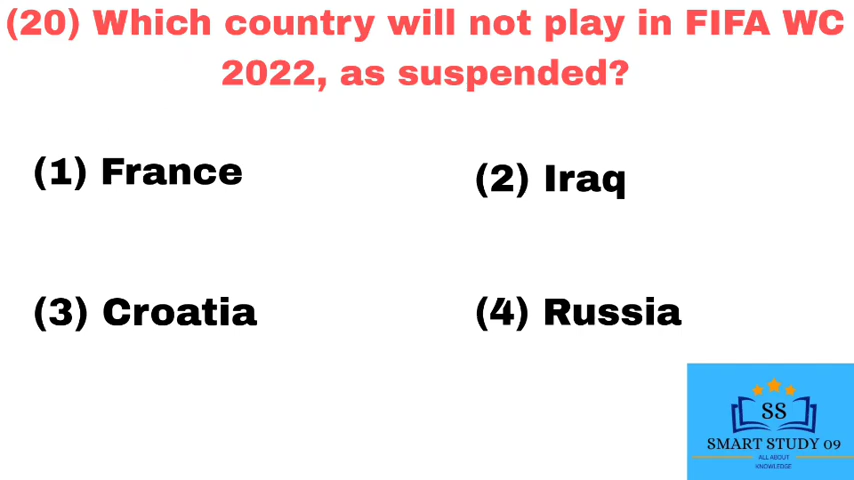 (20) Which country will not play in FIFA WC
2022, as suspended?
(1) France
(2) Iraq
(3) Croatia
(4) Russia
SS
SMART STUDY 09
ALL ABOUT
KNOWLEDGE